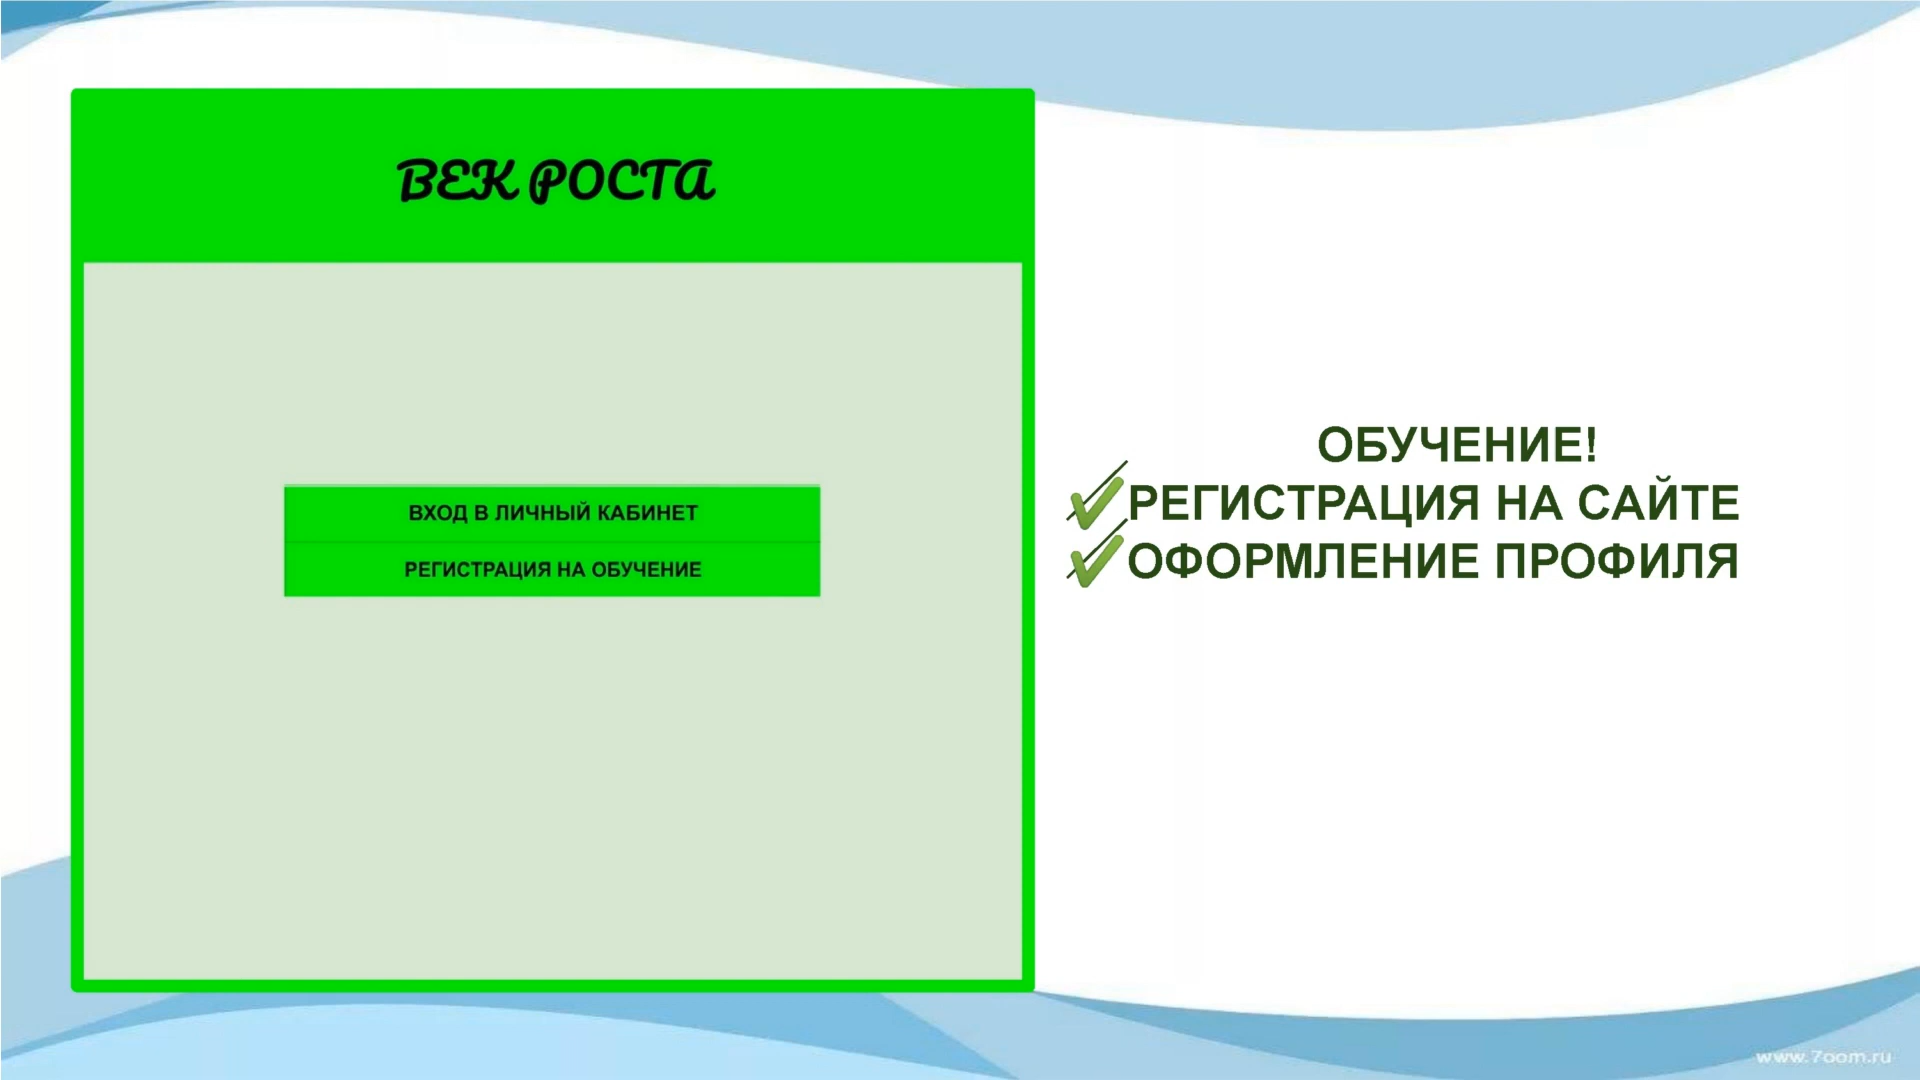 ВЕК РОСТА
ВХОД В ЛИЧНЫЙ КАБИНЕТ
РЕГИСТРАЦИЯ НА ОБУЧЕНИЕ
ОБУЧЕНИЕ!
✔РЕГИСТРАЦИЯ НА САЙТЕ
✔ОФОРМЛЕНИЕ ПРОФИЛЯ
www.7oom.ru